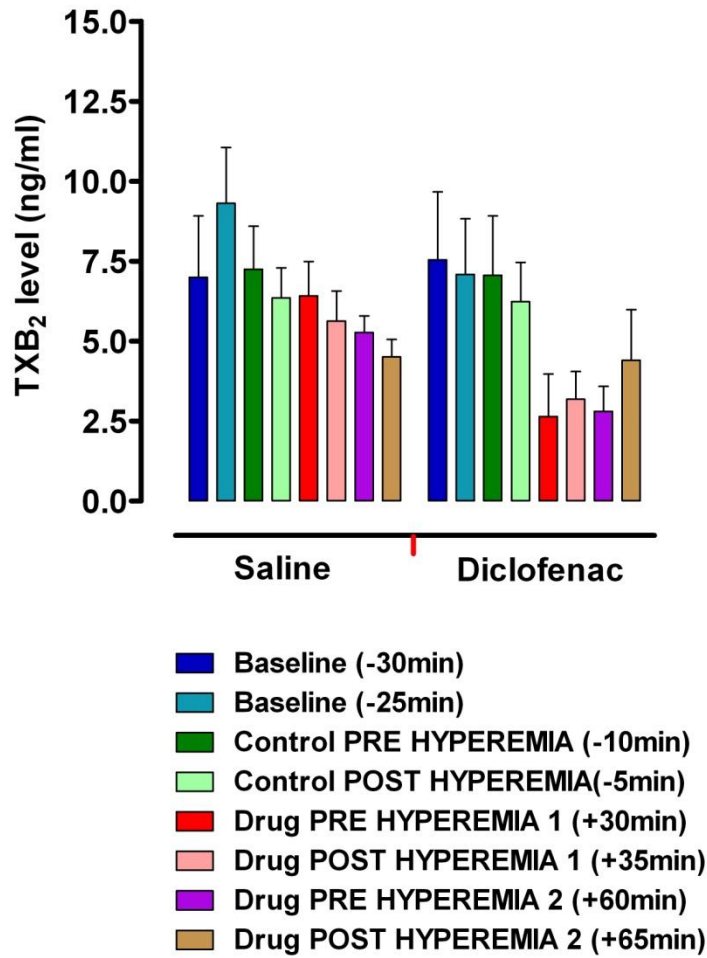 15.0
12.5
10.0
7.5
5.0
2.5
0.0
TXB₂ level (ng/ml)
Saline
Diclofenac
Baseline (-30min)
Baseline (-25min)
Control PRE HYPEREMIA (-10min)
Control POST HYPEREMIA(-5min)
Drug PRE HYPEREMIA 1 (+30min)
Drug POST HYPEREMIA 1 (+35min)
Drug PRE HYPEREMIA 2 (+60min)
Drug POST HYPEREMIA 2 (+65min)